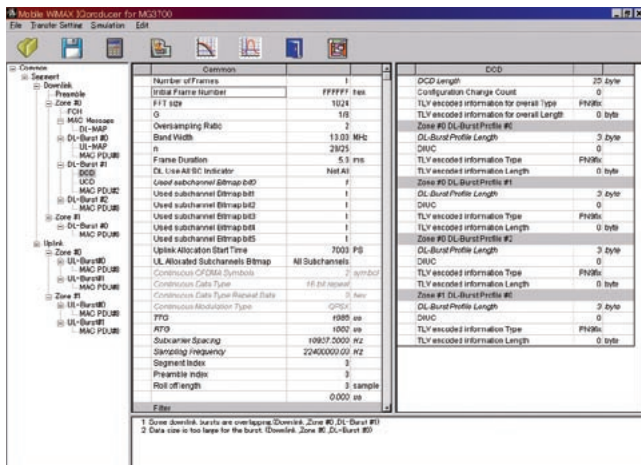 Mobile WiMAX IQproducer for MG3700
File Transfer Setting Simulation Edit
Common
Segment
Downlink
Preamble
Zone #0
FCH
MAC Message
DL-MAP
DL-Burst #0
UL-MAP
MAC PDU#0
DL-Burst #1
DCD
UCD
MAC PDU#2
DL-Burst #2
MAC PDU#0
Zone #1
DL-Burst #0
MAC PDU#0
Uplink
Zone #0
UL-Burst#0
MAC PDU#0
UL-Burst#1
MAC PDU#0
Zone #1
UL-Burst#0
MAC PDU#0
UL-Burst#1
MAC PDU#0
Common
Number of Frames 1
Initial Frame Number FFFFFF hex
FFT size 1024
G 1/8
Oversampling Ratio 2
Band Width MHz
n 28/25
Frame Duration ms
DL Use All SC Indicator Not All
Used subchannel Bitmap bit0 1
Used subchannel Bitmap bit1 1
Used subchannel Bitmap bit2 1
Used subchannel Bitmap bit3 1
Used subchannel Bitmap bit4 1
Used subchannel Bitmap bit5 1
Uplink Allocation Start Time PS
UL Allocated Subchannels Bitmap All Subchannels
Continuous OFDMA Symbols 2 symbol
Continuous Data Type 16 bit repeat
Continuous Data Type Repeat Data hex
Continuous Modulation Type QPSK
TTG us
RTG us
Subcarrier Spacing Hz
Sampling Frequency 22400000.00 Hz
Segment Index
Preamble index
Roll off length sample
0.000 us
Filter
DCD
DCD Length byte
Configuration Change Count 0
TLV encoded information for overall Type PN9fix
TLV encoded information for overall Length 0 byte
Zone #0 DL-Burst Profile #0
DL-Burst Profile Length 3 byte
DIUC 0
TLV encoded information Type PN9fix
TLV encoded information Length 0 byte
Zone #0 DL-Burst Profile #1
DL-Burst Profile Length 3 byte
DIUC 0
TLV encoded information Type PN9fix
TLV encoded information Length 0 byte
Zone #0 DL-Burst Profile #2
DL-Burst Profile Length 3 byte
DIUC 0
TLV encoded information Type PN9fix
TLV encoded information Length 0 byte
Zone #1 DL-Burst Profile #0
DL-Burst Profile Length 3 byte
DIUC 0
TLV encoded information Type PN9fix
TLV encoded information Length 0 byte
1 Some downlink bursts are overlapping.(Downlink ,Zone #0 ,DL-Burst #1)
2 Data size is too large for the burst. (Downlink ,Zone #0 ,DL-Burst #0)